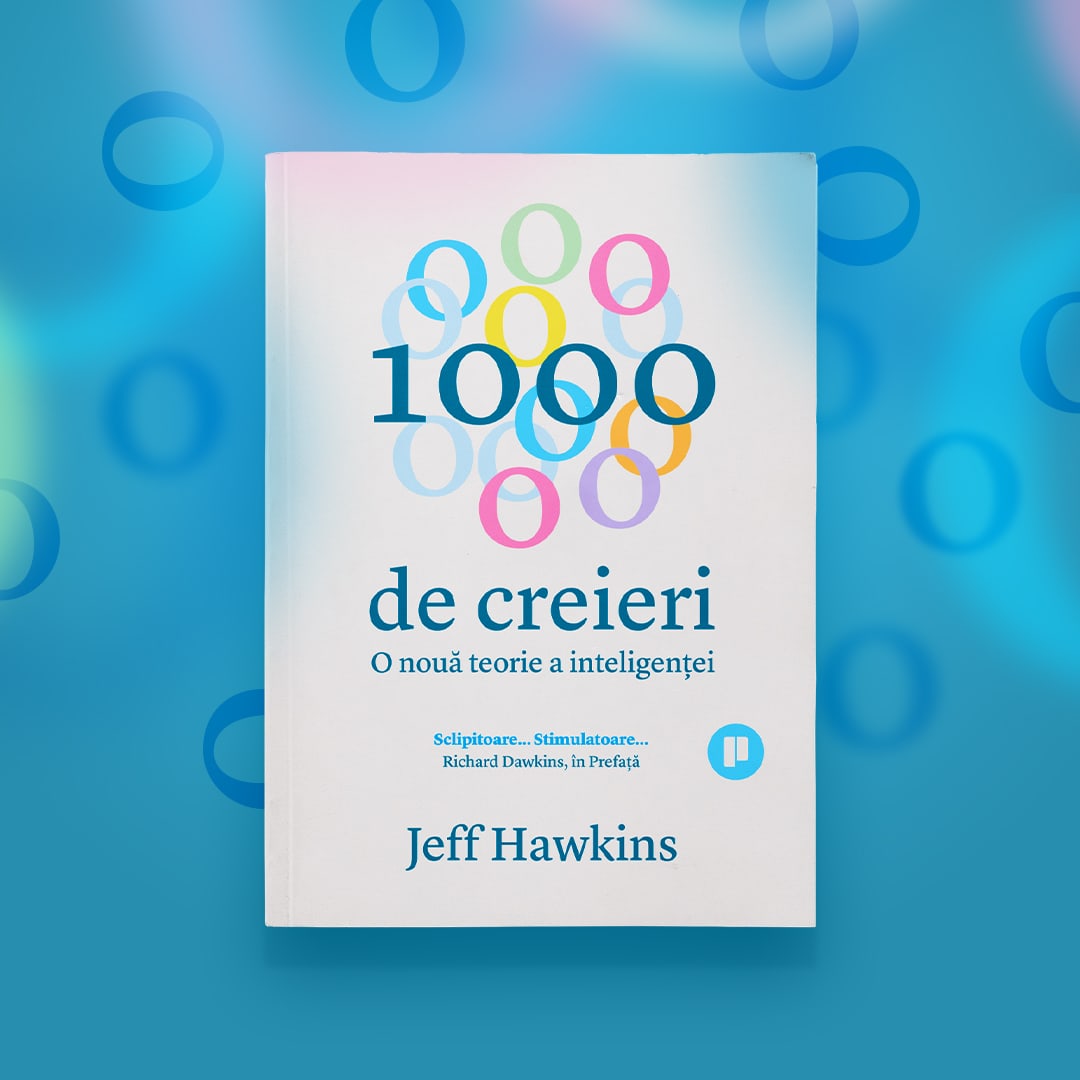 1000
de creieri
O nouă teorie a inteligenței
Sclipitoare... Stimulatoare...
Richard Dawkins, în Prefață
Jeff Hawkins